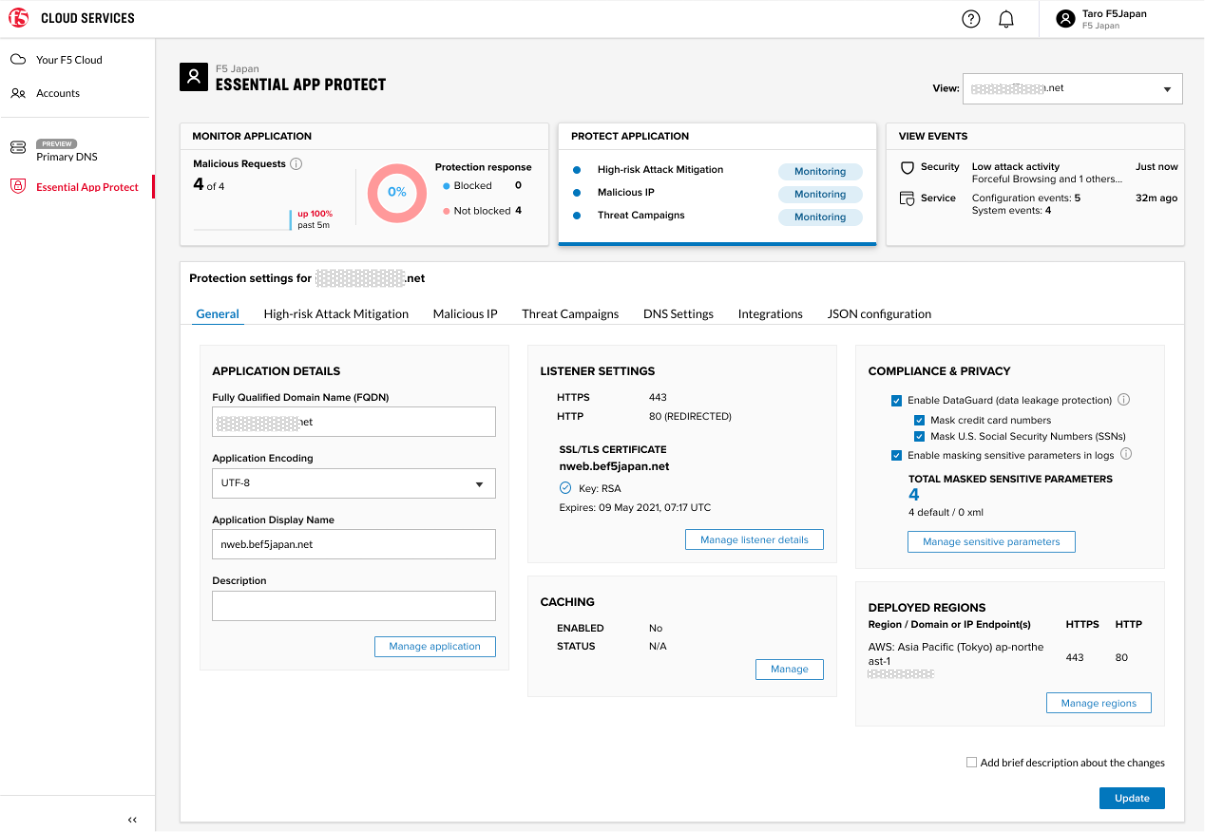 f5 CLOUD SERVICES
Taro F5Japan
F5 Japan
Your F5 Cloud
Accounts
PREVIEW
Primary DNS
Essential App Protect
F5 Japan
ESSENTIAL APP PROTECT
View: .net
MONITOR APPLICATION
Malicious Requests
4 of 4
up 100%
past 5m
0%
Protection response
Blocked 0
Not blocked 4
PROTECT APPLICATION
High-risk Attack Mitigation Monitoring
Malicious IP Monitoring
Threat Campaigns Monitoring
VIEW EVENTS
Security Low attack activity Just now
Forceful Browsing and 1 others...
Service Configuration events: 5 32m ago
System events: 4
Protection settings for .net
General High-risk Attack Mitigation Malicious IP Threat Campaigns DNS Settings Integrations JSON configuration
APPLICATION DETAILS
Fully Qualified Domain Name (FQDN)
net
Application Encoding
UTF-8
Application Display Name
nweb.bef5japan.net
Description
Manage application
LISTENER SETTINGS
HTTPS 443
HTTP 80 (REDIRECTED)
SSL/TLS CERTIFICATE
nweb.bef5japan.net
Key: RSA
Expires: 09 May 2021, 07:17 UTC
Manage listener details
CACHING
ENABLED No
STATUS N/A
Manage
COMPLIANCE & PRIVACY
Enable DataGuard (data leakage protection)
Mask credit card numbers
Mask U.S. Social Security Numbers (SSNs)
Enable masking sensitive parameters in logs
TOTAL MASKED SENSITIVE PARAMETERS
4
4 default / 0 xml
Manage sensitive parameters
DEPLOYED REGIONS
Region / Domain or IP Endpoint(s) HTTPS HTTP
AWS: Asia Pacific (Tokyo) ap-northe
ast-1 443 80
Manage regions
Add brief description about the changes
Update